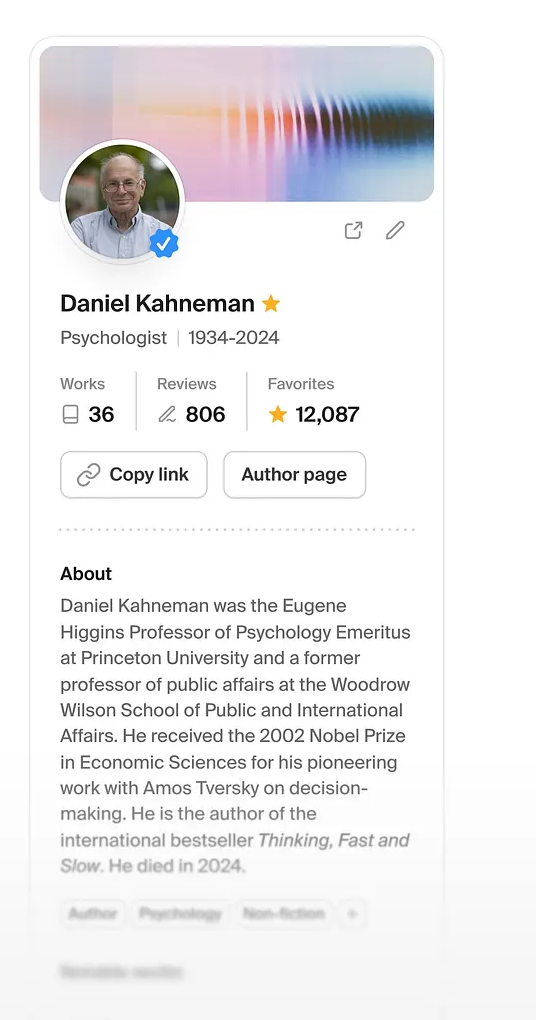 Daniel Kahneman
Psychologist | 1934-2024
Works
Reviews
Favorites
36
806
12,087
Copy link
Author page
About
Daniel Kahneman was the Eugene
Higgins Professor of Psychology Emeritus
at Princeton University and a former
professor of public affairs at the Woodrow
Wilson School of Public and International
Affairs. He received the 2002 Nobel Prize
in Economic Sciences for his pioneering
work with Amos Tversky on decision-
making. He is the author of the
international bestseller Thinking, Fast and
Slow. He died in 2024.
Author
Psychology
Non-fiction
+
Notable works